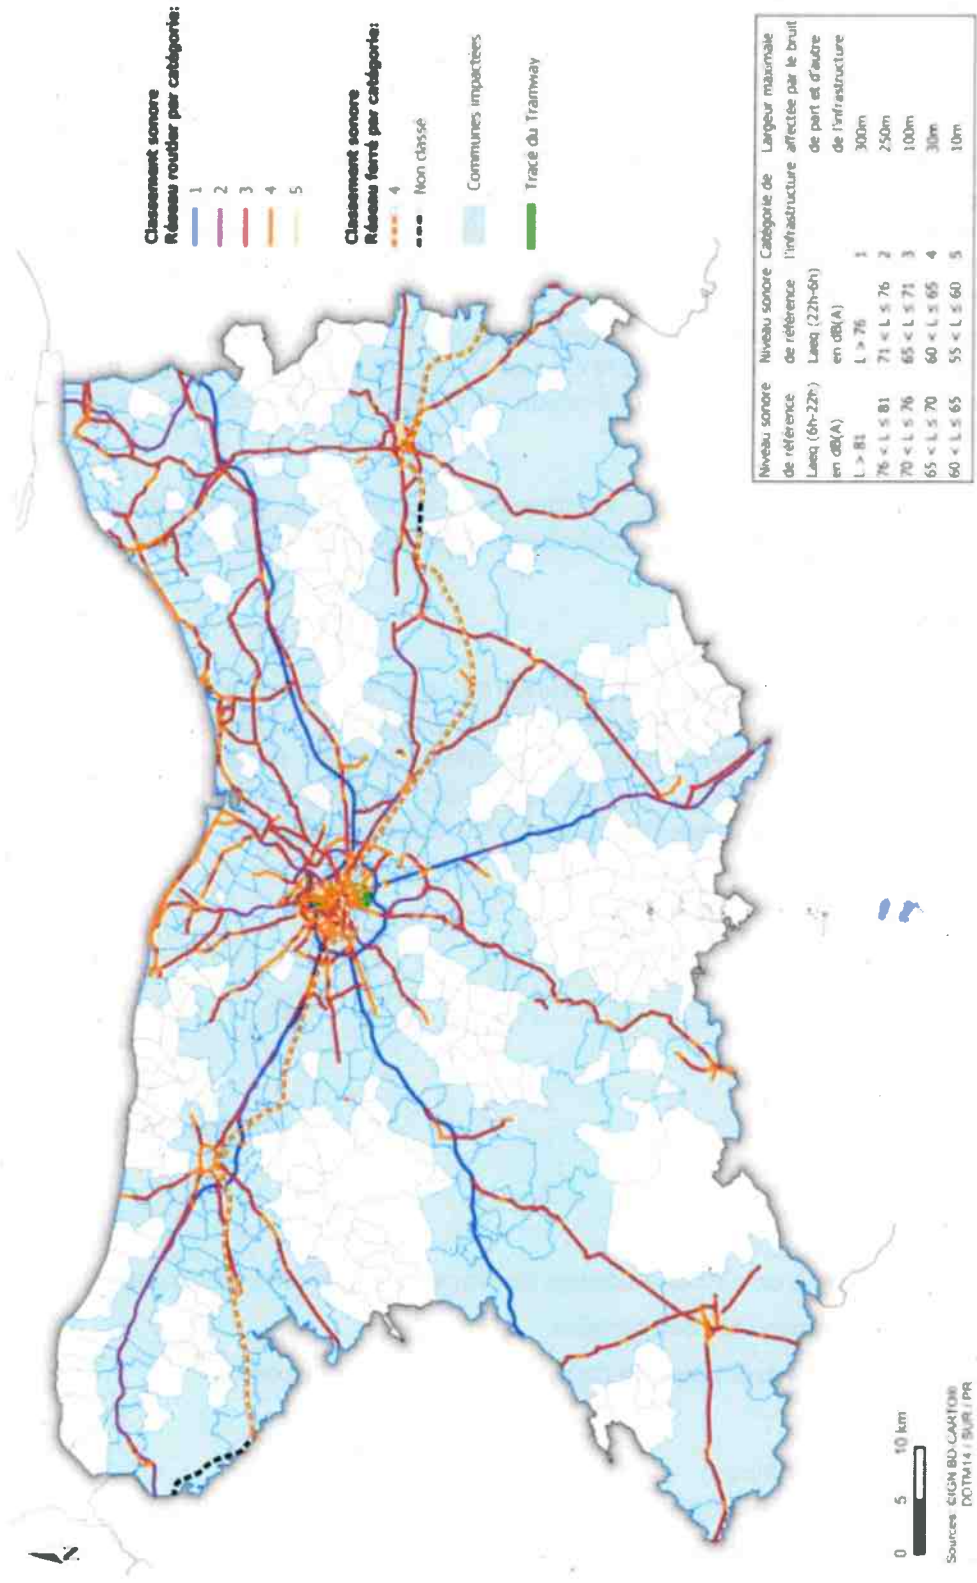 Classement sonore
Réseau routier par catégorie:
1
2
3
4
5
Classement sonore
Réseau ferré par catégorie:
4
Non classé
Communes impactées
Tracé du Tramway
Niveau sonore Niveau sonore Catégorie de Largeur maximale
de référence de référence l'infrastructure affectée par le bruit
Laeq (6h-22h) Laeq (22h-6h) de part et d'autre
en dB(A) en dB(A) de l'infrastructure
L > 81 L > 76 1 300m
76 < L ≤ 81 71 < L ≤ 76 2 250m
70 < L ≤ 76 65 < L ≤ 71 3 100m
65 < L ≤ 70 60 < L ≤ 65 4 30m
60 < L ≤ 65 55 < L ≤ 60 5 10m
N
0 5 10 km
Sources: ©IGN BD CARTO®
DDTM14 / SUR / PR